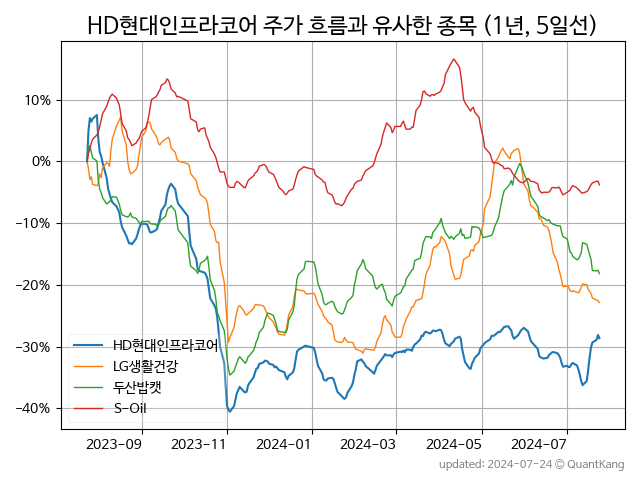 HD현대인프라코어 주가 흐름과 유사한 종목 (1년, 5일선)
10%
0%
−10%
−20%
−30%
−40%
HD현대인프라코어
LG생활건강
두산밥캣
S-Oil
2023-09 2023-11 2024-01 2024-03 2024-05 2024-07
updated: 2024-07-24 © QuantKang